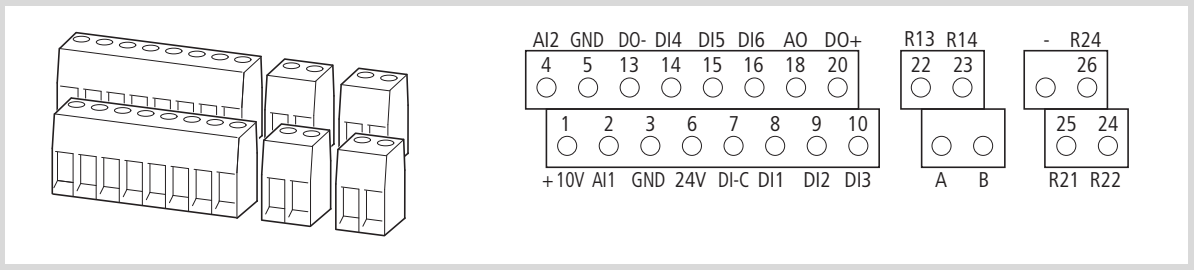 AI2 GND DO- DI4 DI5 DI6 AO DO+
4 5 13 14 15 16 18 20
1 2 3 6 7 8 9 10
+10V AI1 GND 24V DI-C DI1 DI2 DI3
R13 R14
22 23
A B
- R24
26
25 24
R21 R22